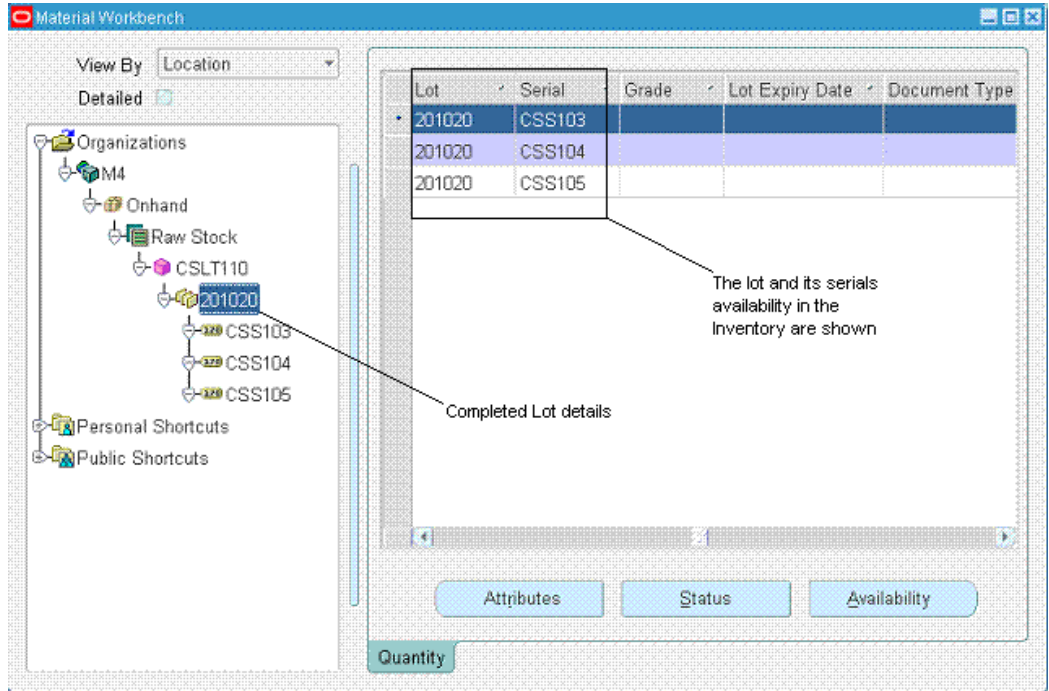 Material Workbench
View By Location
Detailed
Organizations
M4
Onhand
Raw Stock
CSLT110
201020
CSS103
CSS104
CSS105
Personal Shortcuts
Public Shortcuts
Lot Serial Grade Lot Expiry Date Document Type
201020 CSS103
201020 CSS104
201020 CSS105
The lot and its serials
availability in the
Inventory are shown
Completed Lot details
Attributes Status Availability
Quantity